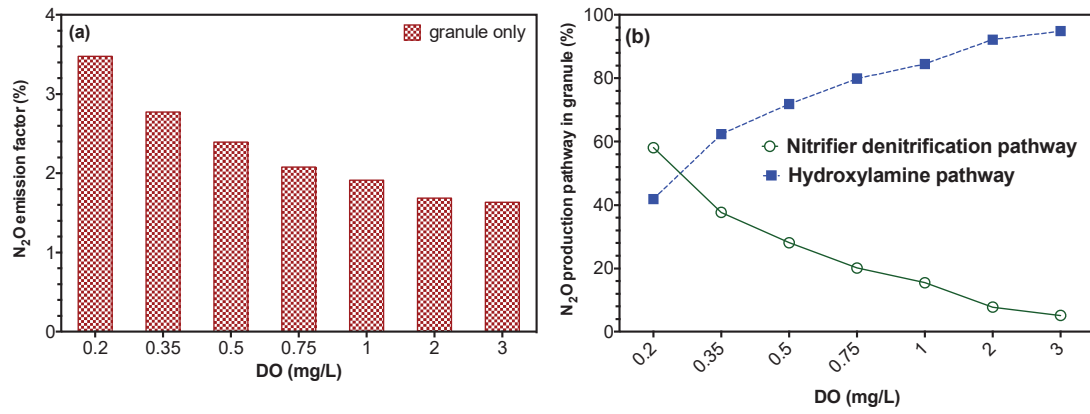 (a)
granule only
N₂O emission factor (%)
4
3
2
1
0
0.2 0.35 0.5 0.75 1 2 3
DO (mg/L)
(b)
Nitrifier denitrification pathway
Hydroxylamine pathway
N₂O production pathway in granule (%)
100
80
60
40
20
0
0.2 0.35 0.5 0.75 1 2 3
DO (mg/L)